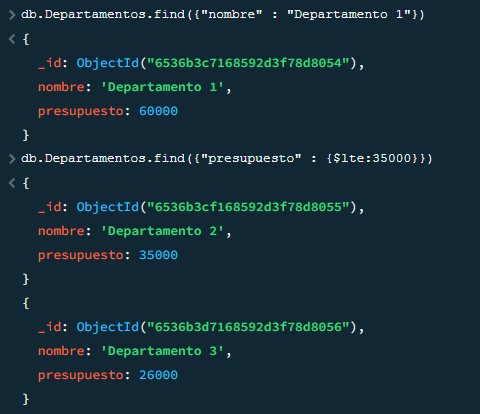 > db.Departamentos.find({"nombre" : "Departamento 1"})
< {
_id: ObjectId("6536b3c7168592d3f78d8054"),
nombre: 'Departamento 1',
presupuesto: 60000
}
> db.Departamentos.find({"presupuesto" : {$lte:35000}})
< {
_id: ObjectId("6536b3cf168592d3f78d8055"),
nombre: 'Departamento 2',
presupuesto: 35000
}
{
_id: ObjectId("6536b3d7168592d3f78d8056"),
nombre: 'Departamento 3',
presupuesto: 26000
}